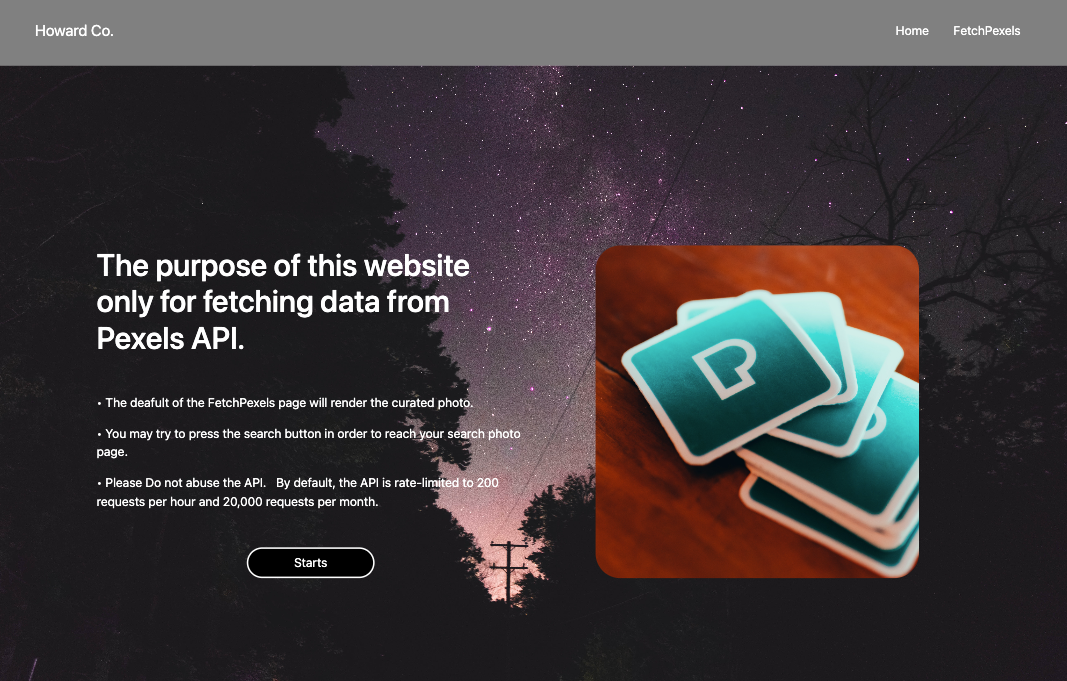 Howard Co.
Home FetchPexels
The purpose of this website
only for fetching data from
Pexels API.
• The deafult of the FetchPexels page will render the curated photo.
• You may try to press the search button in order to reach your search photo
page.
• Please Do not abuse the API. By default, the API is rate-limited to 200
requests per hour and 20,000 requests per month.
Starts